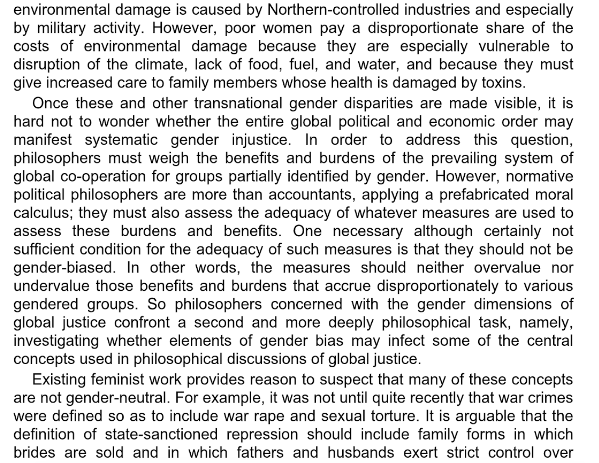 environmental damage is caused by Northern-controlled industries and especially
by military activity. However, poor women pay a disproportionate share of the
costs of environmental damage because they are especially vulnerable to
disruption of the climate, lack of food, fuel, and water, and because they must
give increased care to family members whose health is damaged by toxins.
Once these and other transnational gender disparities are made visible, it is
hard not to wonder whether the entire global political and economic order may
manifest systematic gender injustice. In order to address this question,
philosophers must weigh the benefits and burdens of the prevailing system of
global co-operation for groups partially identified by gender. However, normative
political philosophers are more than accountants, applying a prefabricated moral
calculus; they must also assess the adequacy of whatever measures are used to
assess these burdens and benefits. One necessary although certainly not
sufficient condition for the adequacy of such measures is that they should not be
gender-biased. In other words, the measures should neither overvalue nor
undervalue those benefits and burdens that accrue disproportionately to various
gendered groups. So philosophers concerned with the gender dimensions of
global justice confront a second and more deeply philosophical task, namely,
investigating whether elements of gender bias may infect some of the central
concepts used in philosophical discussions of global justice.
Existing feminist work provides reason to suspect that many of these concepts
are not gender-neutral. For example, it was not until quite recently that war crimes
were defined so as to include war rape and sexual torture. It is arguable that the
definition of state-sanctioned repression should include family forms in which
brides are sold and in which fathers and husbands exert strict control over